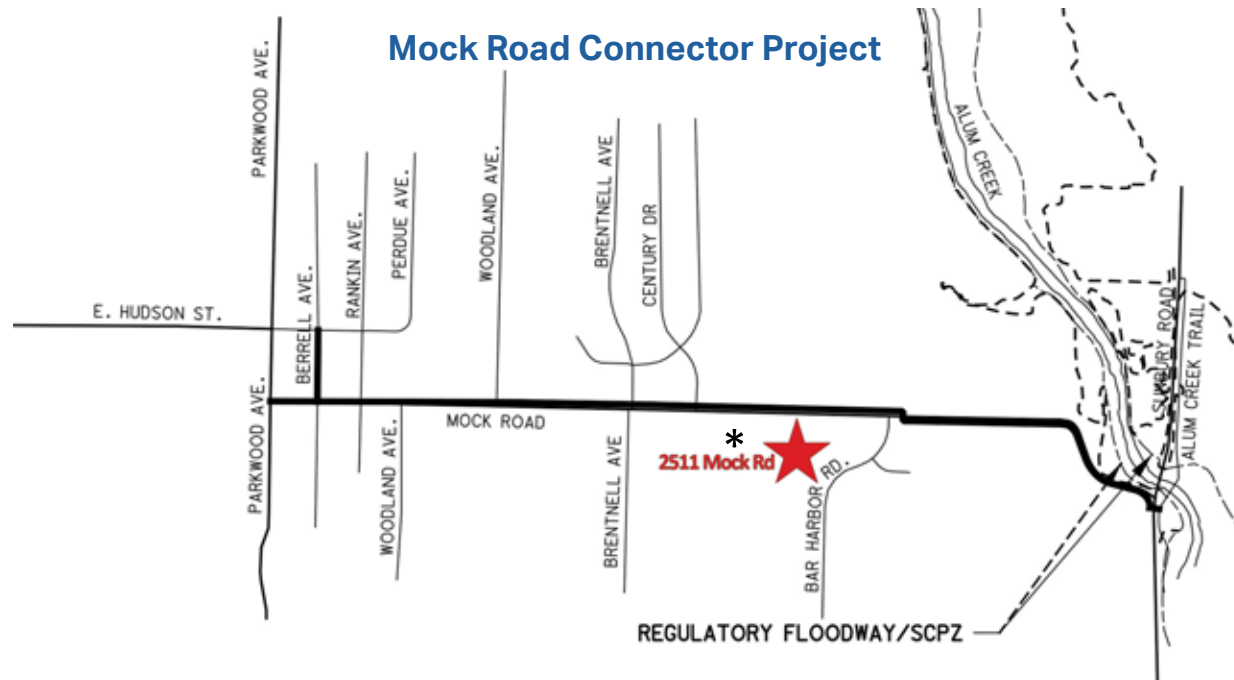 Mock Road Connector Project
PARKWOOD AVE.
ALUM CREEK
BRENTNELL AVE
WOODLAND AVE.
PERDUE AVE.
RANKIN AVE.
CENTURY DR
BERRELL AVE.
E. HUDSON ST.
SUNBURY ROAD
ALUM CREEK TRAIL
PARKWOOD AVE.
MOCK ROAD
WOODLAND AVE.
BRENTNELL AVE
*
2511 Mock Rd
BAR HARBOR RD.
REGULATORY FLOODWAY/SCPZ